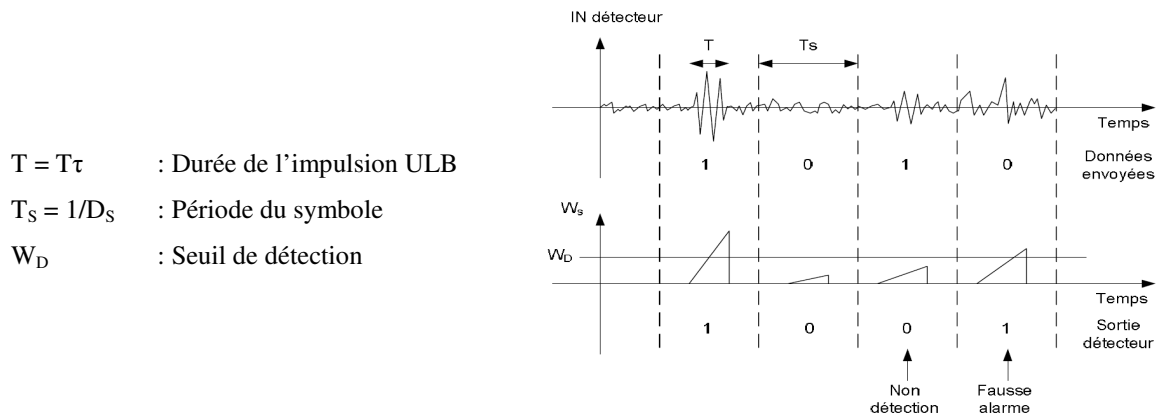 T = Tτ : Durée de l'impulsion ULB
T_S = 1/D_S : Période du symbole
W_D : Seuil de détection
IN détecteur
T Ts
Temps
1 0 1 0
Données
envoyées
W_s
W_D
Temps
1 0 0 1
Sortie
détecteur
Non
détection
Fausse
alarme